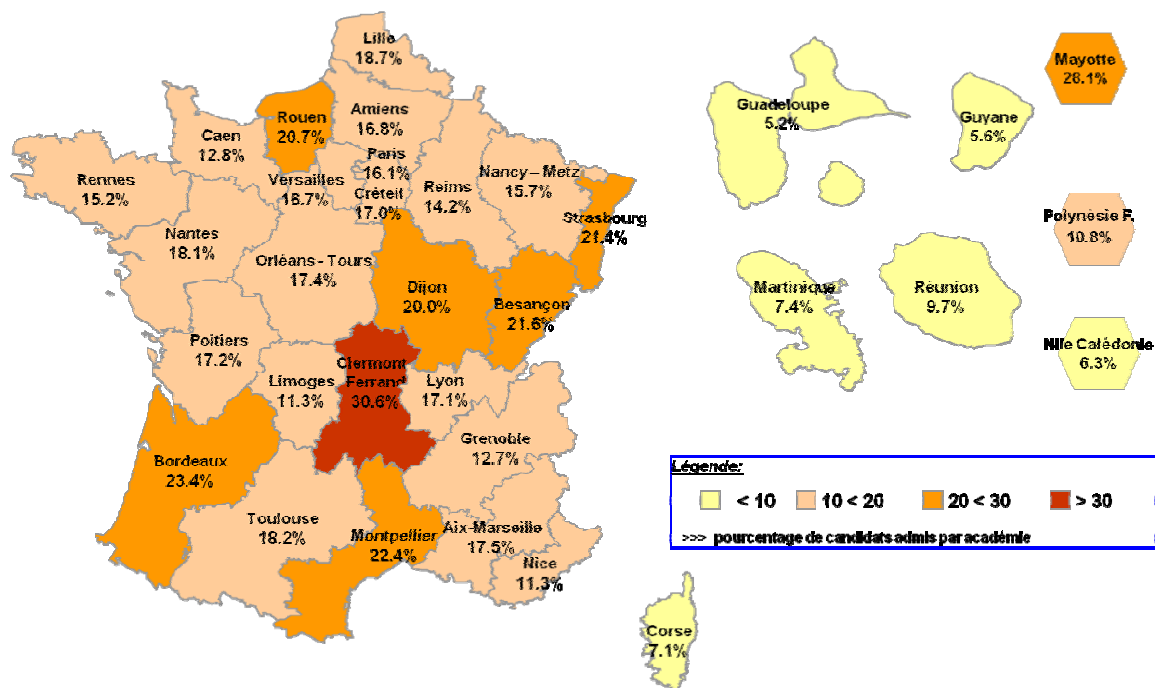 Lille
18.7%
Rouen
20.7%
Amiens
16.8%
Caen
12.8%
Paris
16.1%
Versailles
16.7%
Créteil
17.0%
Reims
14.2%
Nancy – Metz
15.7%
Strasbourg
21.4%
Rennes
15.2%
Nantes
18.1%
Orléans - Tours
17.4%
Dijon
20.0%
Besançon
21.6%
Poitiers
17.2%
Limoges
11.3%
Clermont
Ferrand
30.6%
Lyon
17.1%
Grenoble
12.7%
Bordeaux
23.4%
Toulouse
18.2%
Montpellier
22.4%
Aix-Marseille
17.5%
Nice
11.3%
Corse
7.1%
Guadeloupe
5.2%
Guyane
5.6%
Mayotte
28.1%
Polynésie F.
10.8%
Martinique
7.4%
Réunion
9.7%
Nlle Calédonie
6.3%
Légende:
< 10 10 < 20 20 < 30 > 30
>>> pourcentage de candidats admis par académie